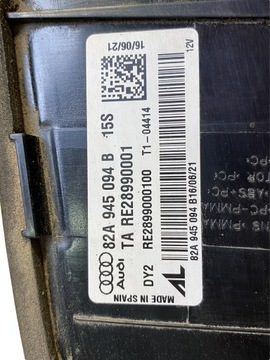 16/06/21
12V
82A 945 094 B 15S
Audi TA RE28990001
RE2899000100 T1-04414
DY2
AL
82A 945 094 B16/06/21
MADE IN SPAIN